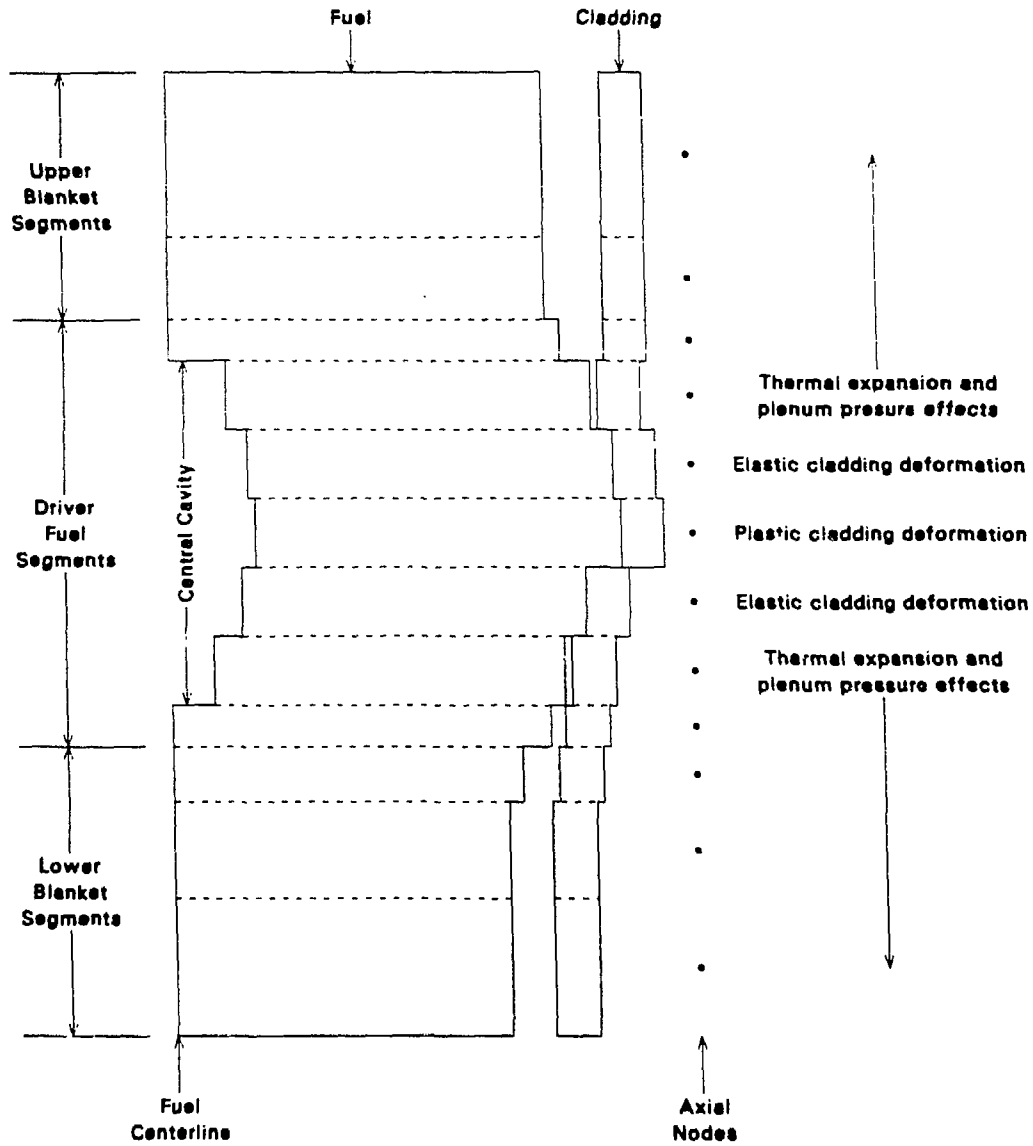 Fuel
Cladding
Upper
Blanket
Segments
Thermal expansion and
plenum presure effects
Elastic cladding deformation
Driver
Fuel
Segments
Central Cavity
Plastic cladding deformation
Elastic cladding deformation
Thermal expansion and
plenum pressure effects
Lower
Blanket
Segments
Fuel
Centerline
Axial
Nodes